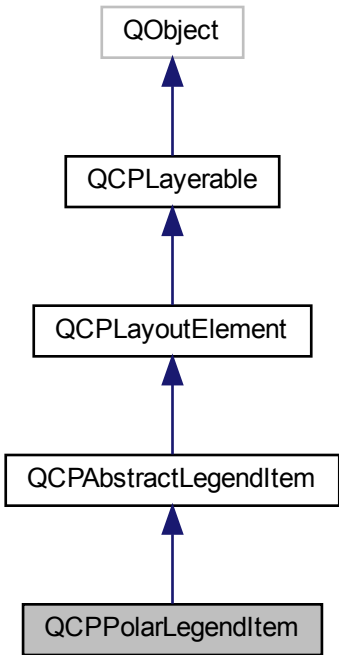 QObject
QCPLayerable
QCPLayoutElement
QCPAbstractLegendItem
QCPPolarLegendItem